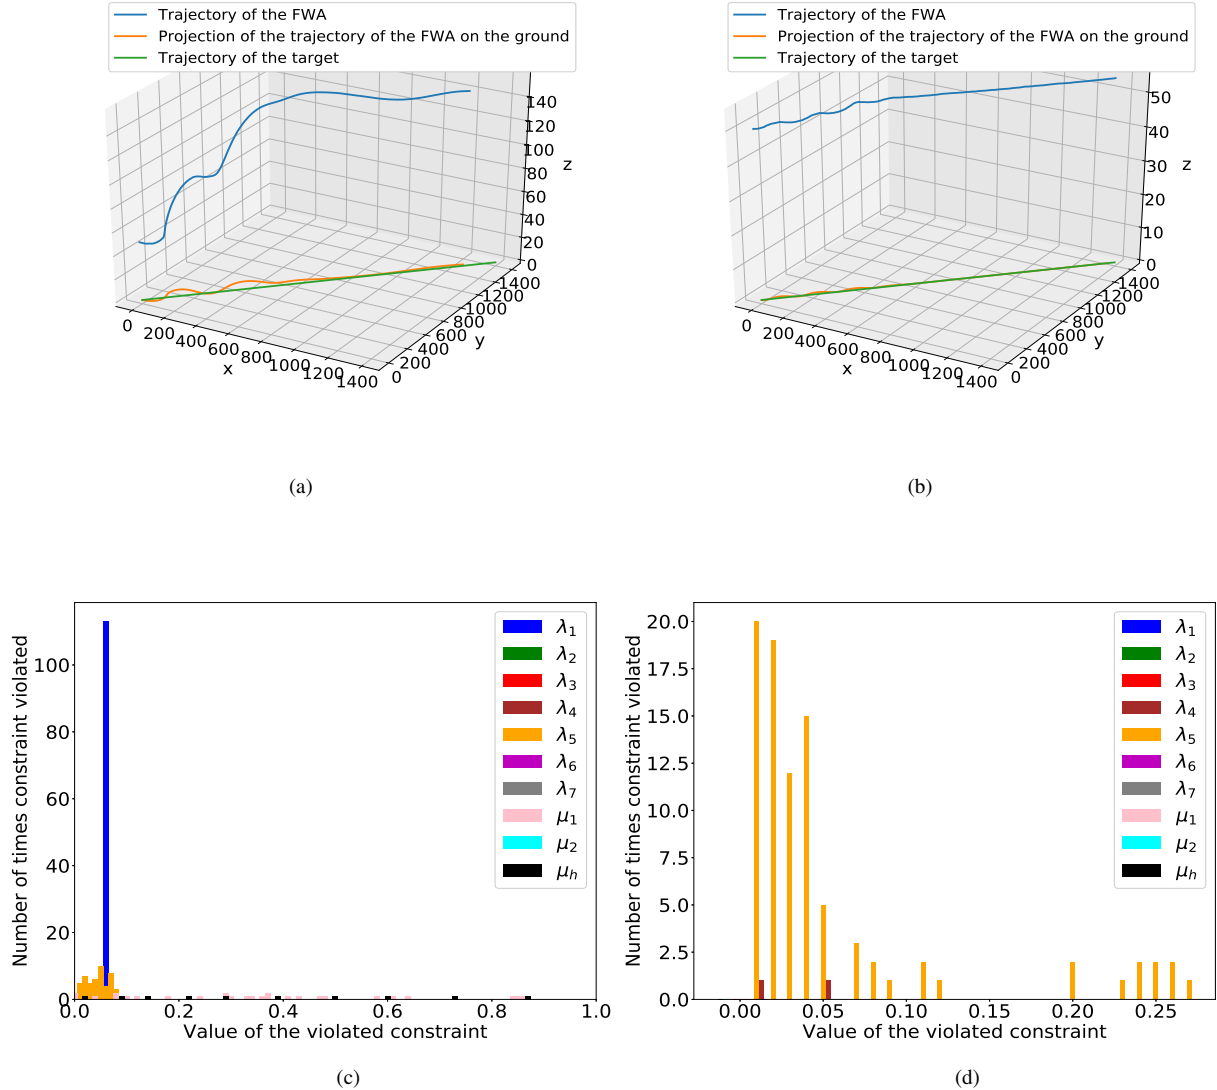 Trajectory of the FWA
Projection of the trajectory of the FWA on the ground
Trajectory of the target
140
120
100
80
60
40
20
0
z
0
200
400
600
800
1000
1200
1400
x
0
200
400
600
800
1000
1200
1400
y
(a)
Trajectory of the FWA
Projection of the trajectory of the FWA on the ground
Trajectory of the target
50
40
30
20
10
0
z
0
200
400
600
800
1000
1200
1400
x
0
200
400
600
800
1000
1200
1400
y
(b)
Number of times constraint violated
100
80
60
40
20
0
0.0 0.2 0.4 0.6 0.8 1.0
Value of the violated constraint
λ1
λ2
λ3
λ4
λ5
λ6
λ7
μ1
μ2
μh
(c)
Number of times constraint violated
20.0
17.5
15.0
12.5
10.0
7.5
5.0
2.5
0.0
0.00 0.05 0.10 0.15 0.20 0.25
Value of the violated constraint
λ1
λ2
λ3
λ4
λ5
λ6
λ7
μ1
μ2
μh
(d)